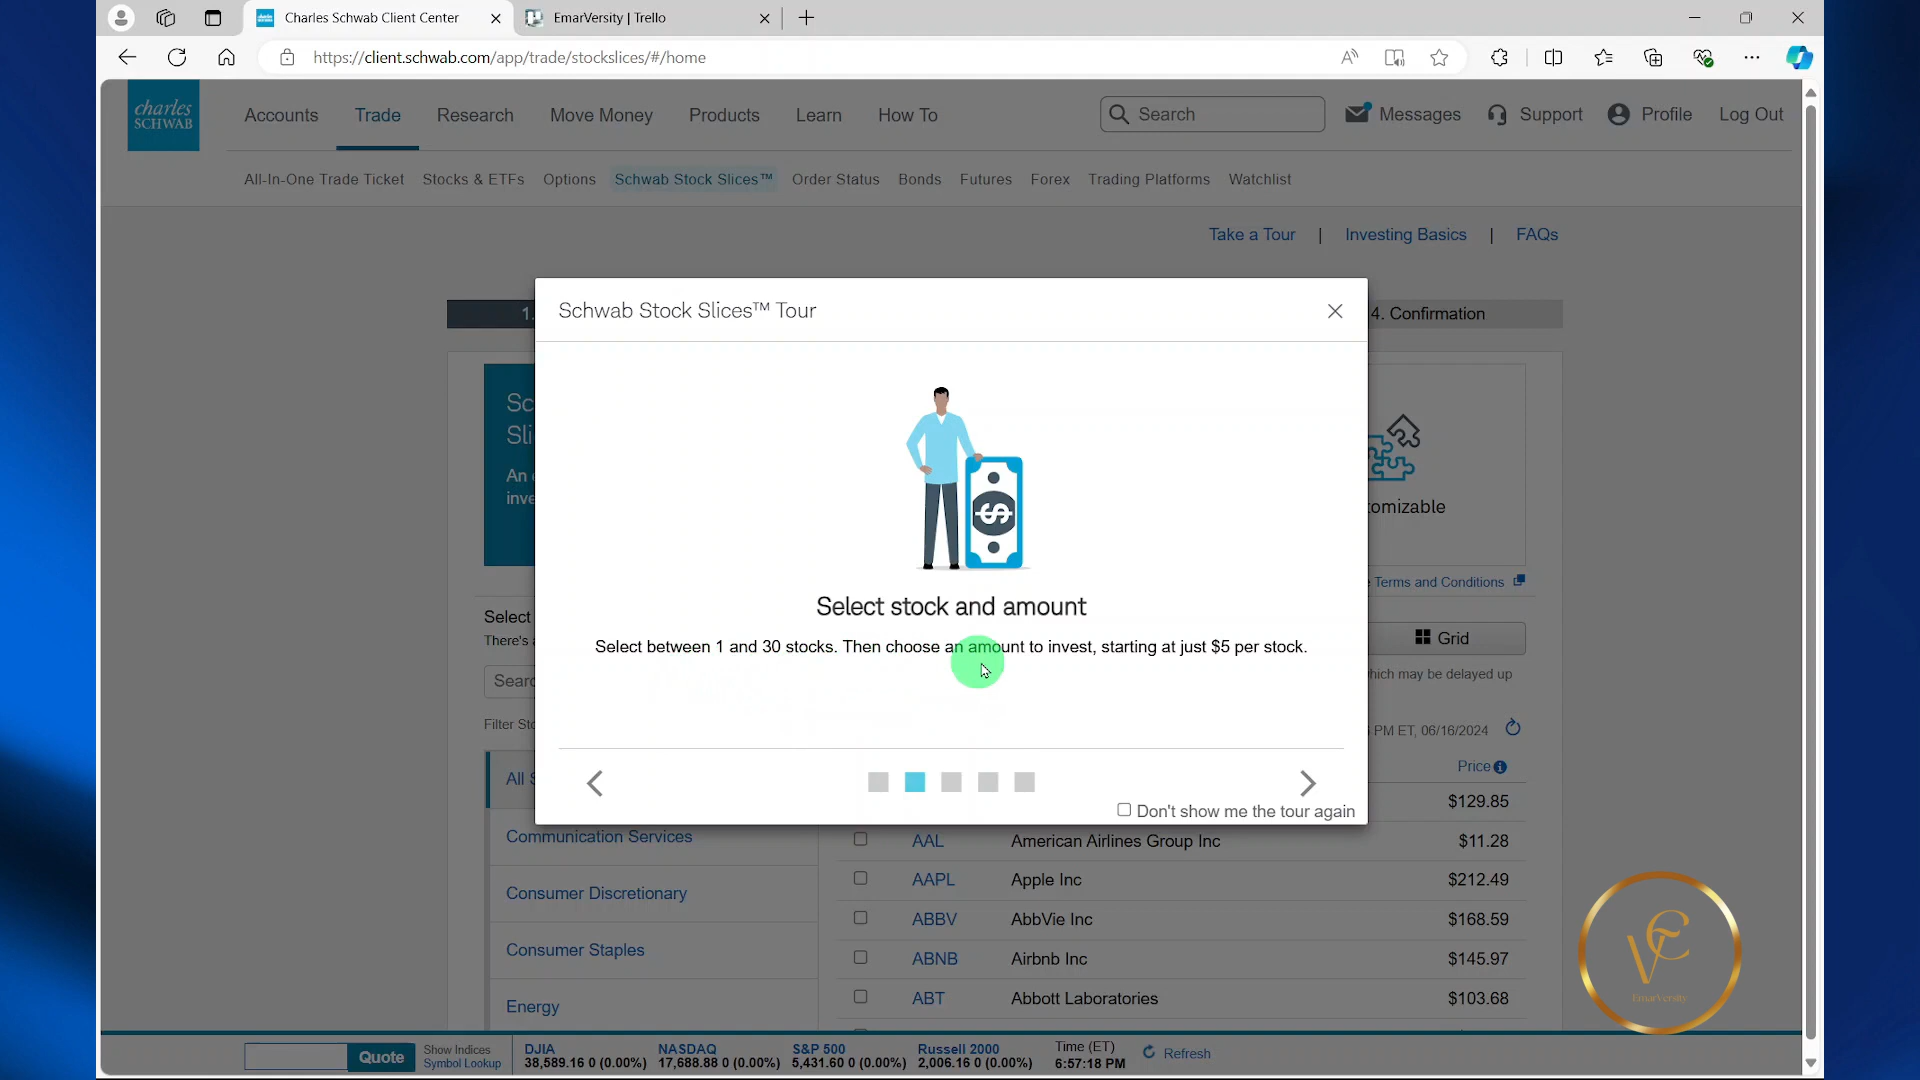 Charles Schwab Client Center
EmarVersity | Trello
https://client.schwab.com/app/trade/stockslices/#/home
charles
SCHWAB
Accounts Trade Research Move Money Products Learn How To
Search
Messages Support Profile Log Out
All-In-One Trade Ticket Stocks & ETFs Options Schwab Stock Slices™ Order Status Bonds Futures Forex Trading Platforms Watchlist
Take a Tour | Investing Basics | FAQs
1.
4. Confirmation
Schwab Stock Slices™ Tour
Select stock and amount
Select between 1 and 30 stocks. Then choose an amount to invest, starting at just $5 per stock.
Don't show me the tour again
Sc
Sli
An
inve
omizable
Terms and Conditions
Select
There's
Grid
Searc
hich may be delayed up
Filter Sto
PM ET, 06/16/2024
All S
Price
$129.85
Communication Services
AAL American Airlines Group Inc $11.28
AAPL Apple Inc $212.49
Consumer Discretionary
ABBV AbbVie Inc $168.59
Consumer Staples
ABNB Airbnb Inc $145.97
ABT Abbott Laboratories $103.68
Energy
EmarVersity
Quote
Show Indices
Symbol Lookup
DJIA
38,589.16 0 (0.00%)
NASDAQ
17,688.88 0 (0.00%)
S&P 500
5,431.60 0 (0.00%)
Russell 2000
2,006.16 0 (0.00%)
Time (ET)
6:57:18 PM
Refresh